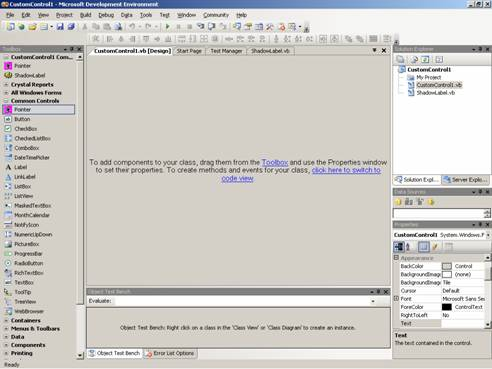 CustomControl1 - Microsoft Development Environment
File Edit View Project Build Debug Data Tools Test Window Community Help
Toolbox
CustomControl1 Com...
Pointer
ShadowLabel
Crystal Reports
All Windows Forms
Common Controls
Pointer
Button
CheckBox
CheckedListBox
ComboBox
DateTimePicker
Label
LinkLabel
ListBox
ListView
MaskedTextBox
MonthCalendar
NotifyIcon
NumericUpDown
PictureBox
ProgressBar
RadioButton
RichTextBox
TextBox
ToolTip
TreeView
WebBrowser
Containers
Menus & Toolbars
Data
Components
Printing
CustomControl1.vb [Design] Start Page Test Manager ShadowLabel.vb
To add components to your class, drag them from the Toolbox and use the Properties window
to set their properties. To create methods and events for your class, click here to switch to
code view.
Object Test Bench
Evaluate:
Object Test Bench: Right click on a class in the 'Class View' or 'Class Diagram' to create an instance.
Object Test Bench Error List Options
Solution Explorer
CustomControl1
My Project
CustomControl1.vb
ShadowLabel.vb
Solution Expl... Server Explo...
Data Sources
Properties
CustomControl1 System.Windows.F
Appearance
BackColor Control
BackgroundImag (none)
BackgroundImag Tile
Cursor Default
Font Microsoft Sans Se
ForeColor ControlText
RightToLeft No
Text
Text
The text contained in the control.
Ready